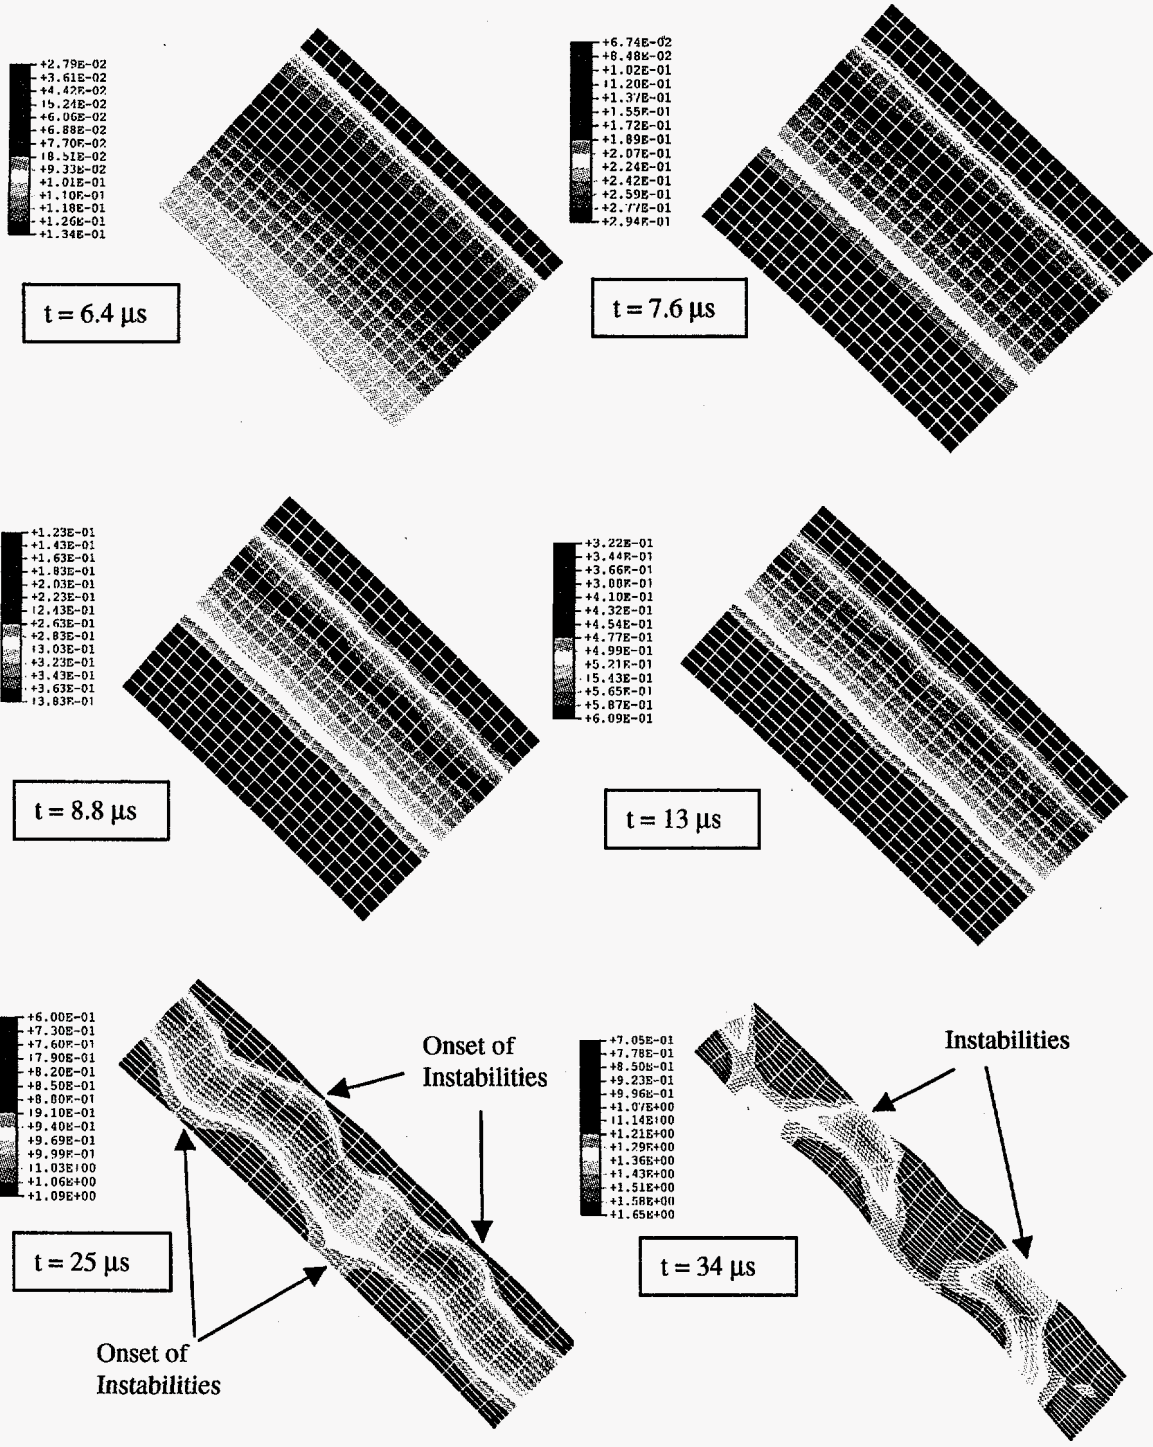 +2.79E-02
+3.61E-02
+4.42E-02
+5.24E-02
+6.06E-02
+6.88E-02
+7.70E-02
+8.51E-02
+9.33E-02
+1.01E-01
+1.10E-01
+1.18E-01
+1.26E-01
+1.34E-01
t = 6.4 µs
+6.74E-02
+8.48E-02
+1.02E-01
+1.20E-01
+1.37E-01
+1.55E-01
+1.72E-01
+1.89E-01
+2.07E-01
+2.24E-01
+2.42E-01
+2.59E-01
+2.77E-01
+2.94E-01
t = 7.6 µs
+1.23E-01
+1.43E-01
+1.63E-01
+1.83E-01
+2.03E-01
+2.23E-01
+2.43E-01
+2.63E-01
+2.83E-01
+3.03E-01
+3.23E-01
+3.43E-01
+3.63E-01
+3.83E-01
t = 8.8 µs
+3.22E-01
+3.44E-01
+3.66E-01
+3.88E-01
+4.10E-01
+4.32E-01
+4.54E-01
+4.77E-01
+4.99E-01
+5.21E-01
+5.43E-01
+5.65E-01
+5.87E-01
+6.09E-01
t = 13 µs
+6.00E-01
+7.30E-01
+7.60E-01
+7.90E-01
+8.20E-01
+8.50E-01
+8.80E-01
+9.10E-01
+9.40E-01
+9.69E-01
+9.99E-01
+1.03E+00
+1.06E+00
+1.09E+00
Onset of
Instabilities
t = 25 µs
Onset of
Instabilities
+7.05E-01
+7.78E-01
+8.50E-01
+9.23E-01
+9.96E-01
+1.07E+00
+1.14E+00
+1.21E+00
+1.29E+00
+1.36E+00
+1.43E+00
+1.51E+00
+1.58E+00
+1.65E+00
Instabilities
t = 34 µs